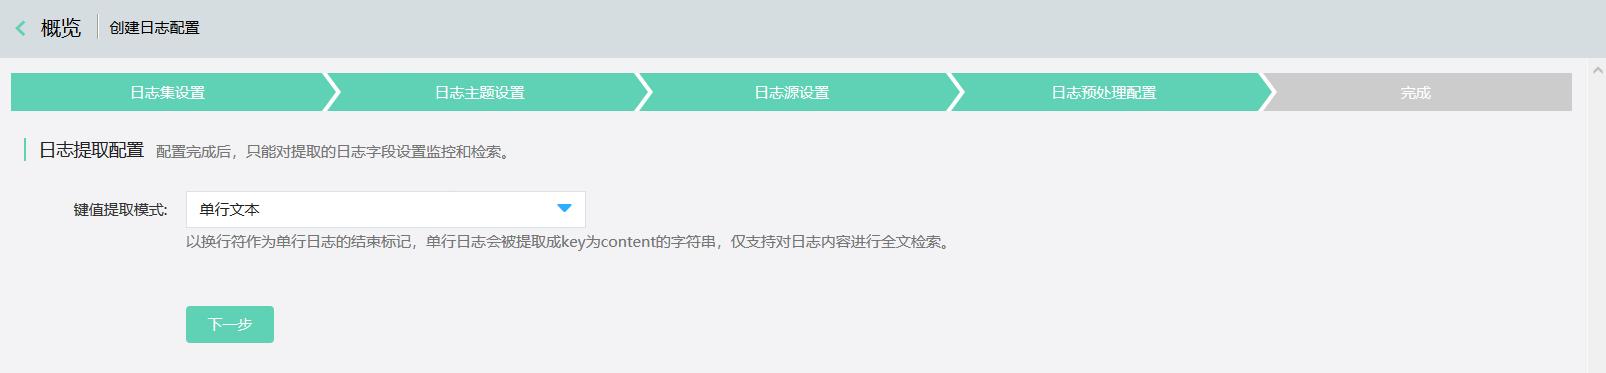 概览 创建日志配置
日志集设置 日志主题设置 日志源设置 日志预处理配置 完成
日志提取配置 配置完成后，只能对提取的日志字段设置监控和检索。
键值提取模式: 单行文本
以换行符作为单行日志的结束标记，单行日志会被提取成key为content的字符串，仅支持对日志内容进行全文检索。
下一步